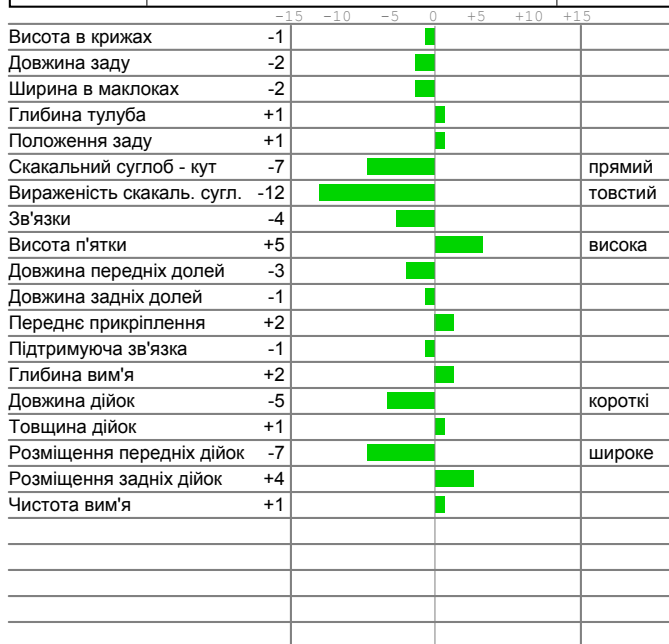 -15 -10 -5 0 +5 +10 +15
Висота в крижах -1
Довжина заду -2
Ширина в маклоках -2
Глибина тулуба +1
Положення заду +1
Скакальний суглоб - кут -7 прямий
Вираженість скакаль. сугл. -12 товстий
Зв'язки -4
Висота п'ятки +5 висока
Довжина передніх долей -3
Довжина задніх долей -1
Переднє прикріплення +2
Підтримуюча зв'язка -1
Глибина вим'я +2
Довжина дійок -5 короткі
Товщина дійок +1
Розміщення передніх дійок -7 широке
Розміщення задніх дійок +4
Чистота вим'я +1